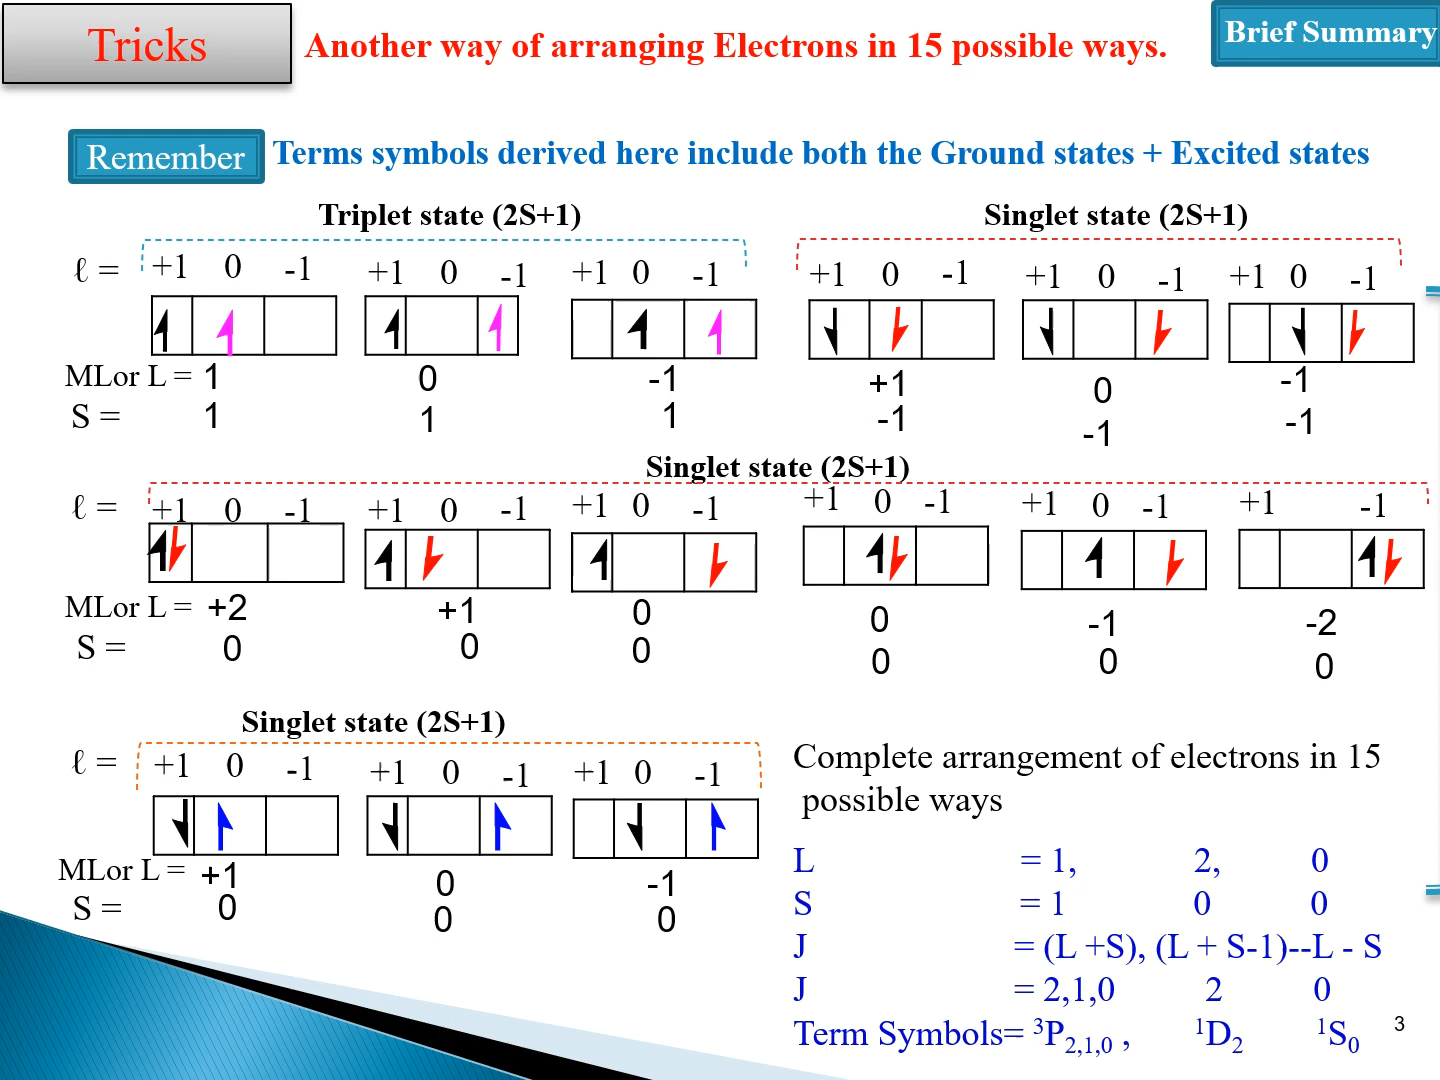 Tricks
Another way of arranging Electrons in 15 possible ways.
Brief Summary
Remember
Terms symbols derived here include both the Ground states + Excited states
Triplet state (2S+1)
Singlet state (2S+1)
ℓ = +1 0 -1 +1 0 -1 +1 0 -1 +1 0 -1 +1 0 -1 +1 0 -1
MLor L = 1 0 -1 +1 0 -1
S = 1 1 1 -1 -1 -1
Singlet state (2S+1)
ℓ = +1 0 -1 +1 0 -1 +1 0 -1 +1 0 -1 +1 0 -1 +1 -1
MLor L = +2 +1 0 0 -1 -2
S = 0 0 0 0 0 0
Singlet state (2S+1)
ℓ = +1 0 -1 +1 0 -1 +1 0 -1
MLor L = +1 0 -1
S = 0 0 0
Complete arrangement of electrons in 15
possible ways
L = 1, 2, 0
S = 1 0 0
J = (L +S), (L + S-1)--L - S
J = 2,1,0 2 0
Term Symbols= ³P₂,₁,₀ , ¹D₂ ¹S₀
3